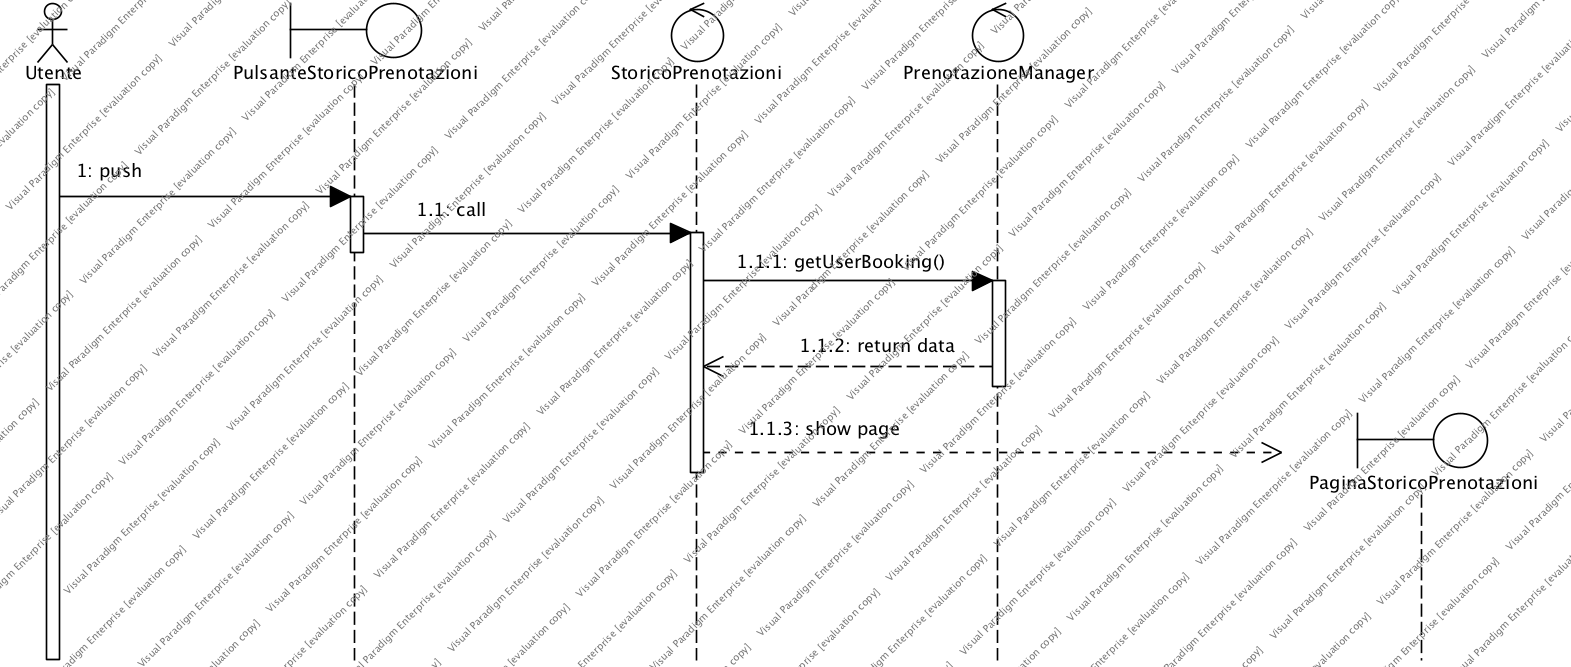 Utente
PulsanteStoricoPrenotazioni
StoricoPrenotazioni
PrenotazioneManager
1: push
1.1: call
1.1.1: getUserBooking()
1.1.2: return data
1.1.3: show page
PaginaStoricoPrenotazioni
Visual Paradigm Enterprise [evaluation copy]